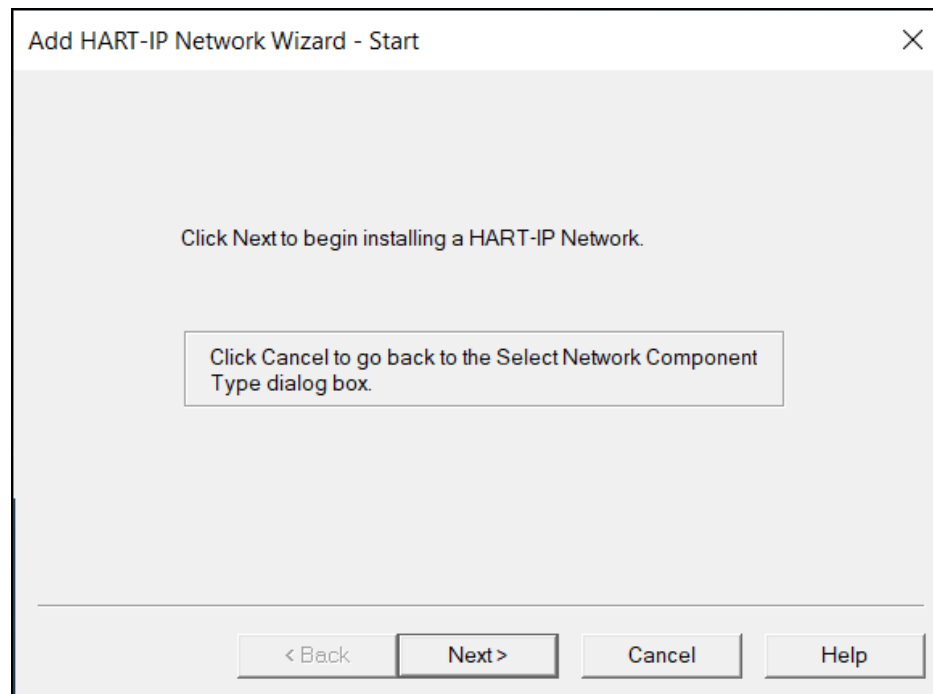 Add HART-IP Network Wizard - Start
Click Next to begin installing a HART-IP Network.
Click Cancel to go back to the Select Network Component
Type dialog box.
< Back
Next >
Cancel
Help